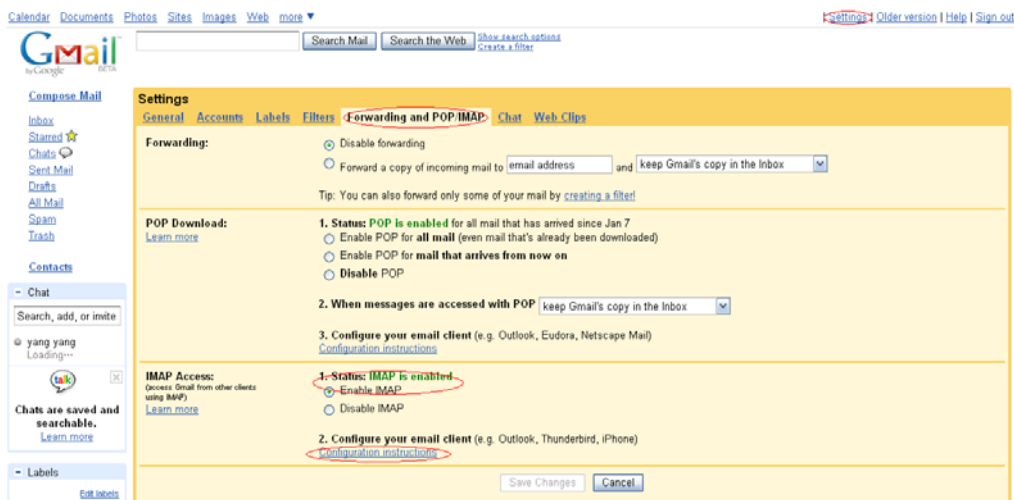 Calendar Documents Photos Sites Images Web more ▼ Settings | Older version | Help | Sign out
Gmail
by Google BETA
Search Mail Search the Web Show search options
Create a filter
Compose Mail
Inbox
Starred
Chats
Sent Mail
Drafts
All Mail
Spam
Trash
Contacts
- Chat
Search, add, or invite
yang yang
Loading...
talk
Chats are saved and
searchable.
Learn more
- Labels
Edit labels
Settings
General Accounts Labels Filters Forwarding and POP/IMAP Chat Web Clips
Forwarding: Disable forwarding
Forward a copy of incoming mail to email address and keep Gmail's copy in the Inbox
Tip: You can also forward only some of your mail by creating a filter!
POP Download: 1. Status: POP is enabled for all mail that has arrived since Jan 7
Learn more Enable POP for all mail (even mail that's already been downloaded)
Enable POP for mail that arrives from now on
Disable POP
2. When messages are accessed with POP keep Gmail's copy in the Inbox
3. Configure your email client (e.g. Outlook, Eudora, Netscape Mail)
Configuration instructions
IMAP Access: 1. Status: IMAP is enabled
(access Gmail from other clients Enable IMAP
using IMAP)
Learn more Disable IMAP
2. Configure your email client (e.g. Outlook, Thunderbird, iPhone)
Configuration instructions
Save Changes Cancel